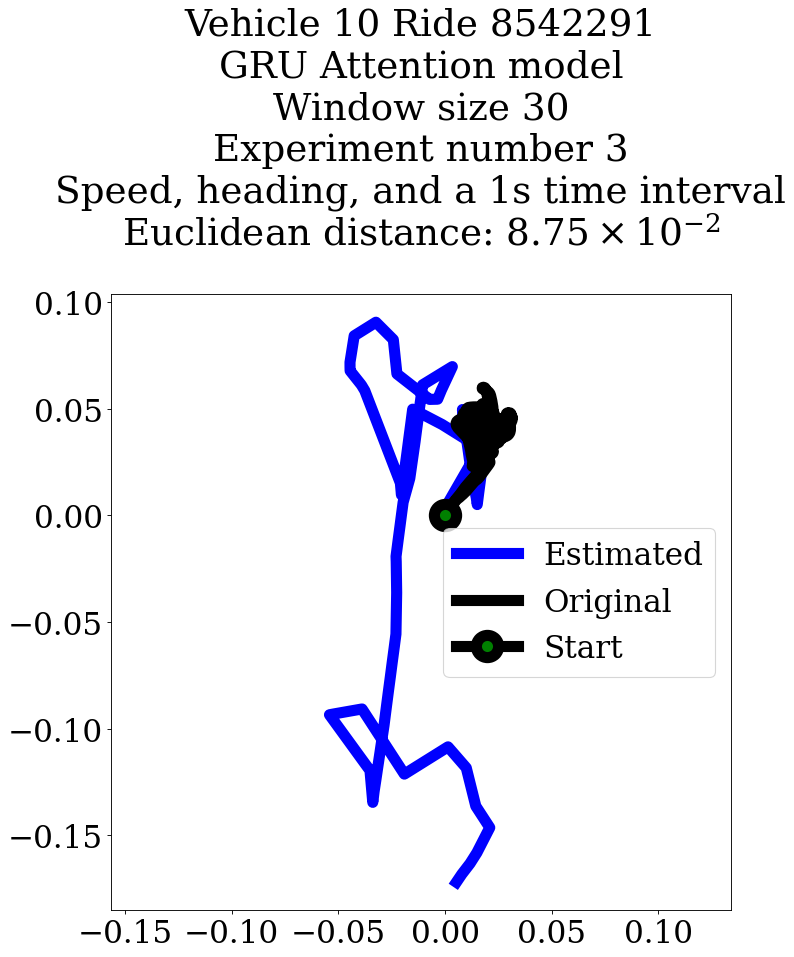 Vehicle 10 Ride 8542291
GRU Attention model
Window size 30
Experiment number 3
Speed, heading, and a 1s time interval
Euclidean distance: 8.75 × 10⁻²
0.10
0.05
0.00
−0.05
−0.10
−0.15
Estimated
Original
Start
−0.15 −0.10 −0.05 0.00 0.05 0.10